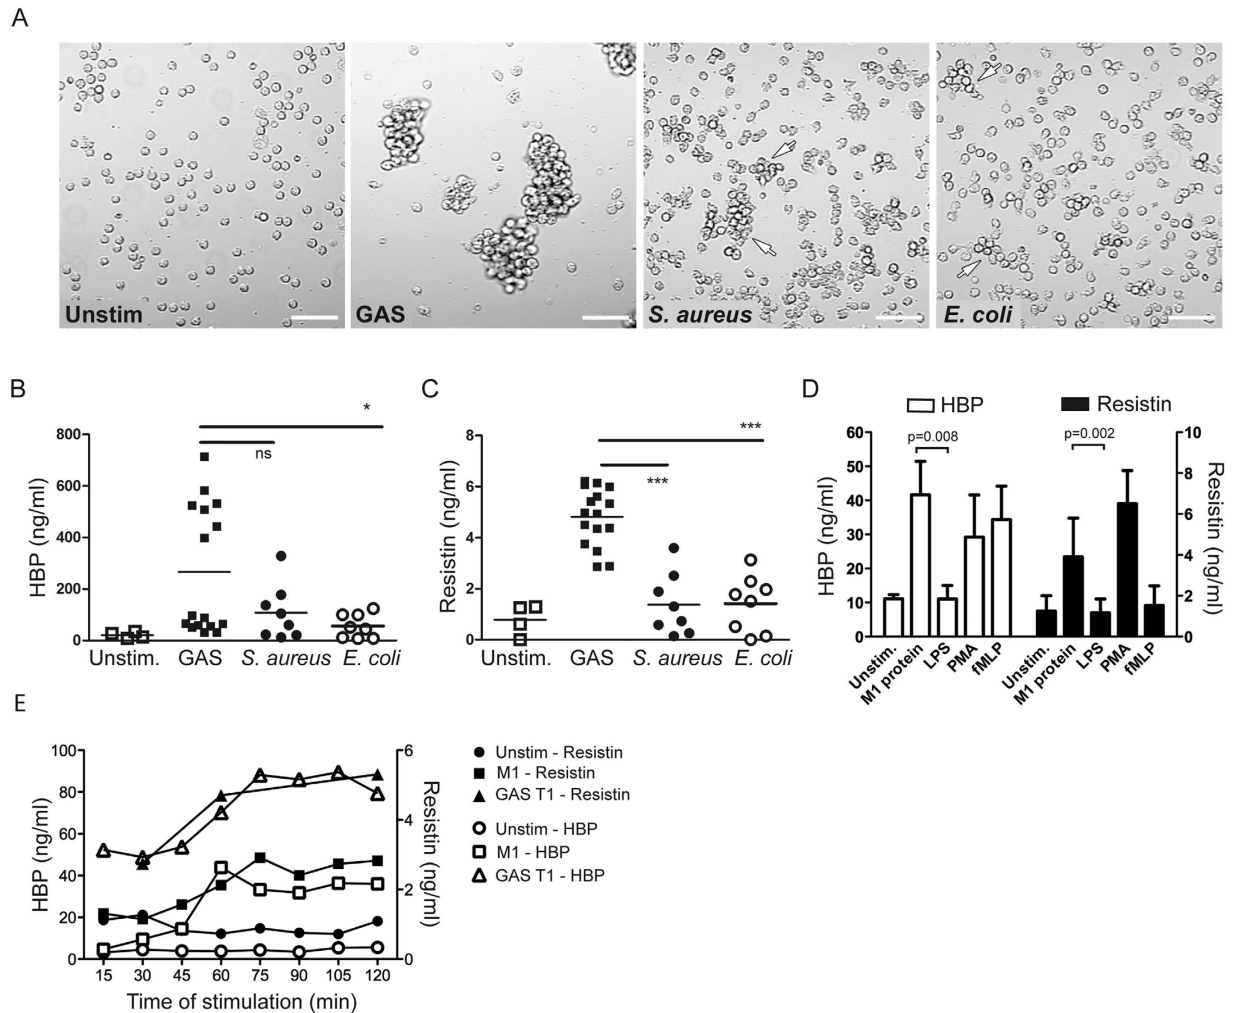 A
Unstim
GAS
S. aureus
E. coli
B
HBP (ng/ml)
800
600
400
200
0
*
ns
Unstim.
GAS
S. aureus
E. coli
C
Resistin (ng/ml)
8
6
4
2
0
***
***
Unstim.
GAS
S. aureus
E. coli
D
HBP
Resistin
HBP (ng/ml)
60
50
40
30
20
10
0
p=0.008
p=0.002
10
8
6
4
2
0
Resistin (ng/ml)
Unstim.
M1 protein
LPS
PMA
fMLP
Unstim.
M1 protein
LPS
PMA
fMLP
E
HBP (ng/ml)
100
80
60
40
20
0
6
4
2
0
Resistin (ng/ml)
15 30 45 60 75 90 105 120
Time of stimulation (min)
Unstim - Resistin
M1 - Resistin
GAS T1 - Resistin
Unstim - HBP
M1 - HBP
GAS T1 - HBP